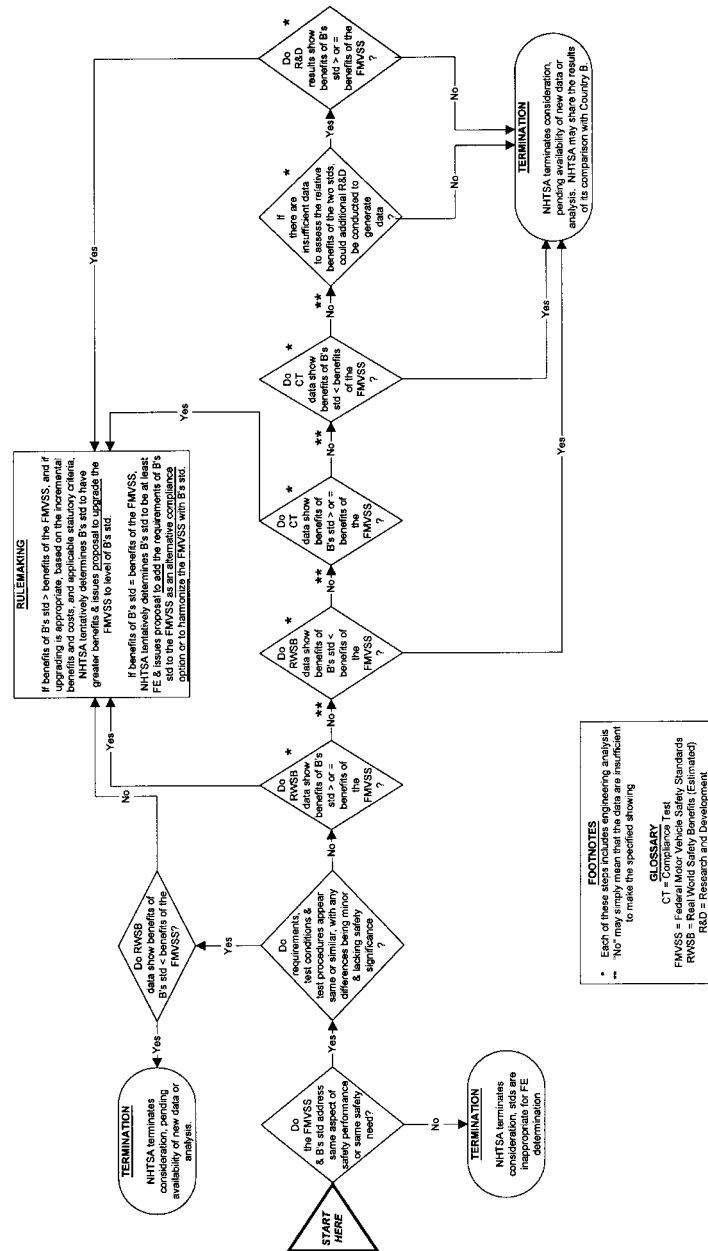 START
HERE
Do
the FMVSS
& B's std address
same aspect of
safety performance
or same safety
need?
No
TERMINATION
NHTSA terminates
consideration, stds are
inappropriate for FE
determination
Yes
Do
requirements,
test conditions &
test procedures appear
same or similar, with any
differences being minor
& lacking safety
significance
?
Yes
Do RWSB
data show benefits of
B's std < benefits of the
FMVSS?
Yes
TERMINATION
NHTSA terminates
consideration, pending
availability of new data or
analysis.
No
No
Do
RWSB
data show
benefits of B's
std > or =
benefits of
the
FMVSS
?
*
Yes
No
**
Do
RWSB
data show
benefits of
B's std <
benefits of
the
FMVSS
?
*
Yes
No
**
Do
CT
data show
benefits of
B's std > or =
benefits of
the
FMVSS
?
*
Yes
No
**
Do
CT
data show
benefits of B's
std < benefits
of the
FMVSS
?
*
Yes
No
**
If
there are
insufficient data
to assess the relative
benefits of the two stds,
could additional R&D
be conducted to
generate
data
?
*
No
Yes
Do
R&D
results show
benefits of B's
std > or =
benefits of the
FMVSS
?
*
Yes
No
RULEMAKING
If benefits of B's std > benefits of the FMVSS, and if
upgrading is appropriate, based on the incremental
benefits and costs, and applicable statutory criteria,
NHTSA tentatively determines B's std to have
greater benefits & issues proposal to upgrade the
FMVSS to level of B's std.
If benefits of B's std = benefits of the FMVSS,
NHTSA tentatively determines B's std to be at least
FE & issues proposal to add the requirements of B's
std to the FMVSS as an alternative compliance
option or to harmonize the FMVSS with B's std.
TERMINATION
NHTSA terminates consideration,
pending availability of new data or
analysis. NHTSA may share the results
of its comparison with Country B.
FOOTNOTES
* Each of these steps includes engineering analysis
** "No" may simply mean that the data are insufficient
to make the specified showing
GLOSSARY
CT = Compliance Test
FMVSS = Federal Motor Vehicle Safety Standards
RWSB = Real World Safety Benefits (Estimated)
R&D = Research and Development